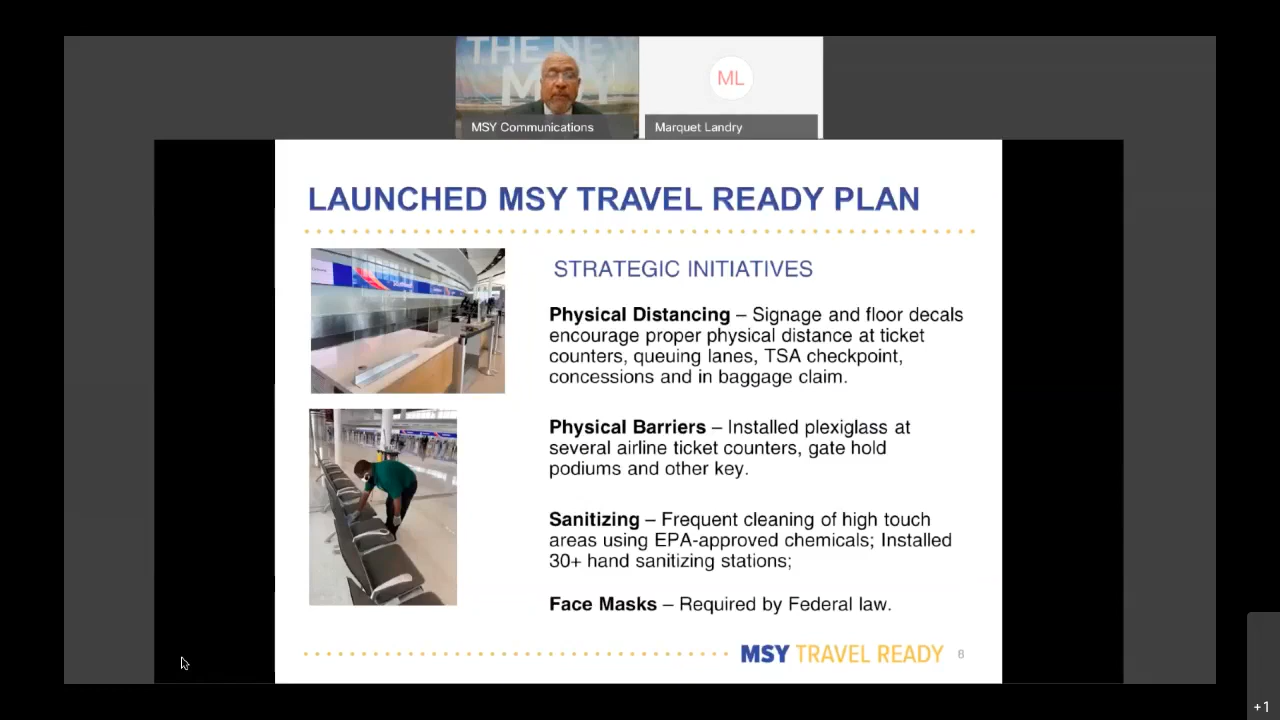 THE NEW
MSY
ML
MSY Communications
Marquet Landry
LAUNCHED MSY TRAVEL READY PLAN
STRATEGIC INITIATIVES
Physical Distancing – Signage and floor decals
encourage proper physical distance at ticket
counters, queuing lanes, TSA checkpoint,
concessions and in baggage claim.
Physical Barriers – Installed plexiglass at
several airline ticket counters, gate hold
podiums and other key.
Sanitizing – Frequent cleaning of high touch
areas using EPA-approved chemicals; Installed
30+ hand sanitizing stations;
Face Masks – Required by Federal law.
MSY TRAVEL READY
6
+1